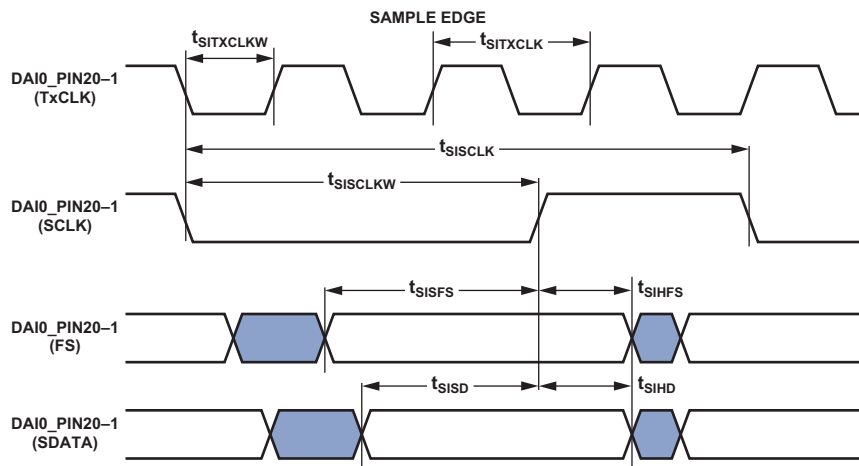 SAMPLE EDGE
tSITXCLKW
tSITXCLK
DAI0_PIN20–1
(TxCLK)
tSISCLK
tSISCLKW
DAI0_PIN20–1
(SCLK)
tSISFS
tSIHFS
DAI0_PIN20–1
(FS)
tSISD
tSIHD
DAI0_PIN20–1
(SDATA)